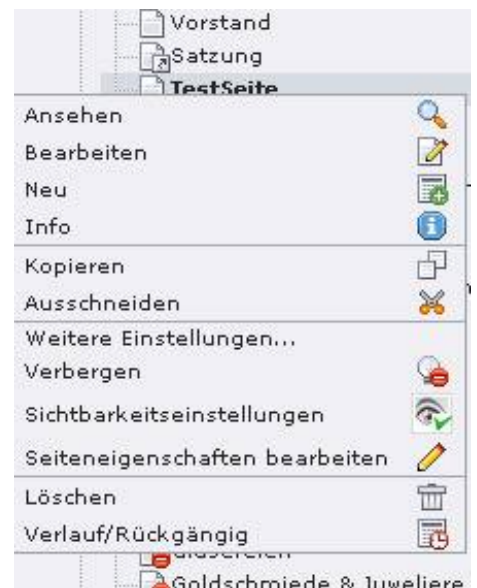 Vorstand
Satzung
TestSeite
Ansehen
Bearbeiten
Neu
Info
Kopieren
Ausschneiden
Weitere Einstellungen...
Verbergen
Sichtbarkeitseinstellungen
Seiteneigenschaften bearbeiten
Löschen
Verlauf/Rückgängig
Goldschmiede & Juweliere